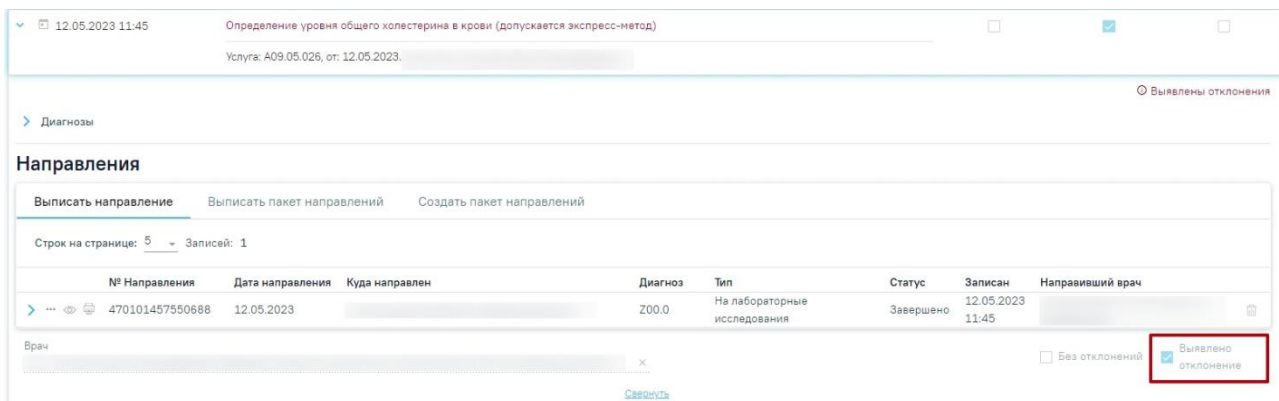 12.05.2023 11:45
Определение уровня общего холестерина в крови (допускается экспресс-метод)
Услуга: A09.05.026, от: 12.05.2023.
Выявлены отклонения
Диагнозы
Направления
Выписать направление Выписать пакет направлений Создать пакет направлений
Строк на странице: 5 Записей: 1
№ Направления Дата направления Куда направлен Диагноз Тип Статус Записан Направивший врач
470101457550688 12.05.2023 Z00.0 На лабораторные исследования Завершено 12.05.2023 11:45
Врач
Без отклонений
Выявлено
отклонение
Свернуть